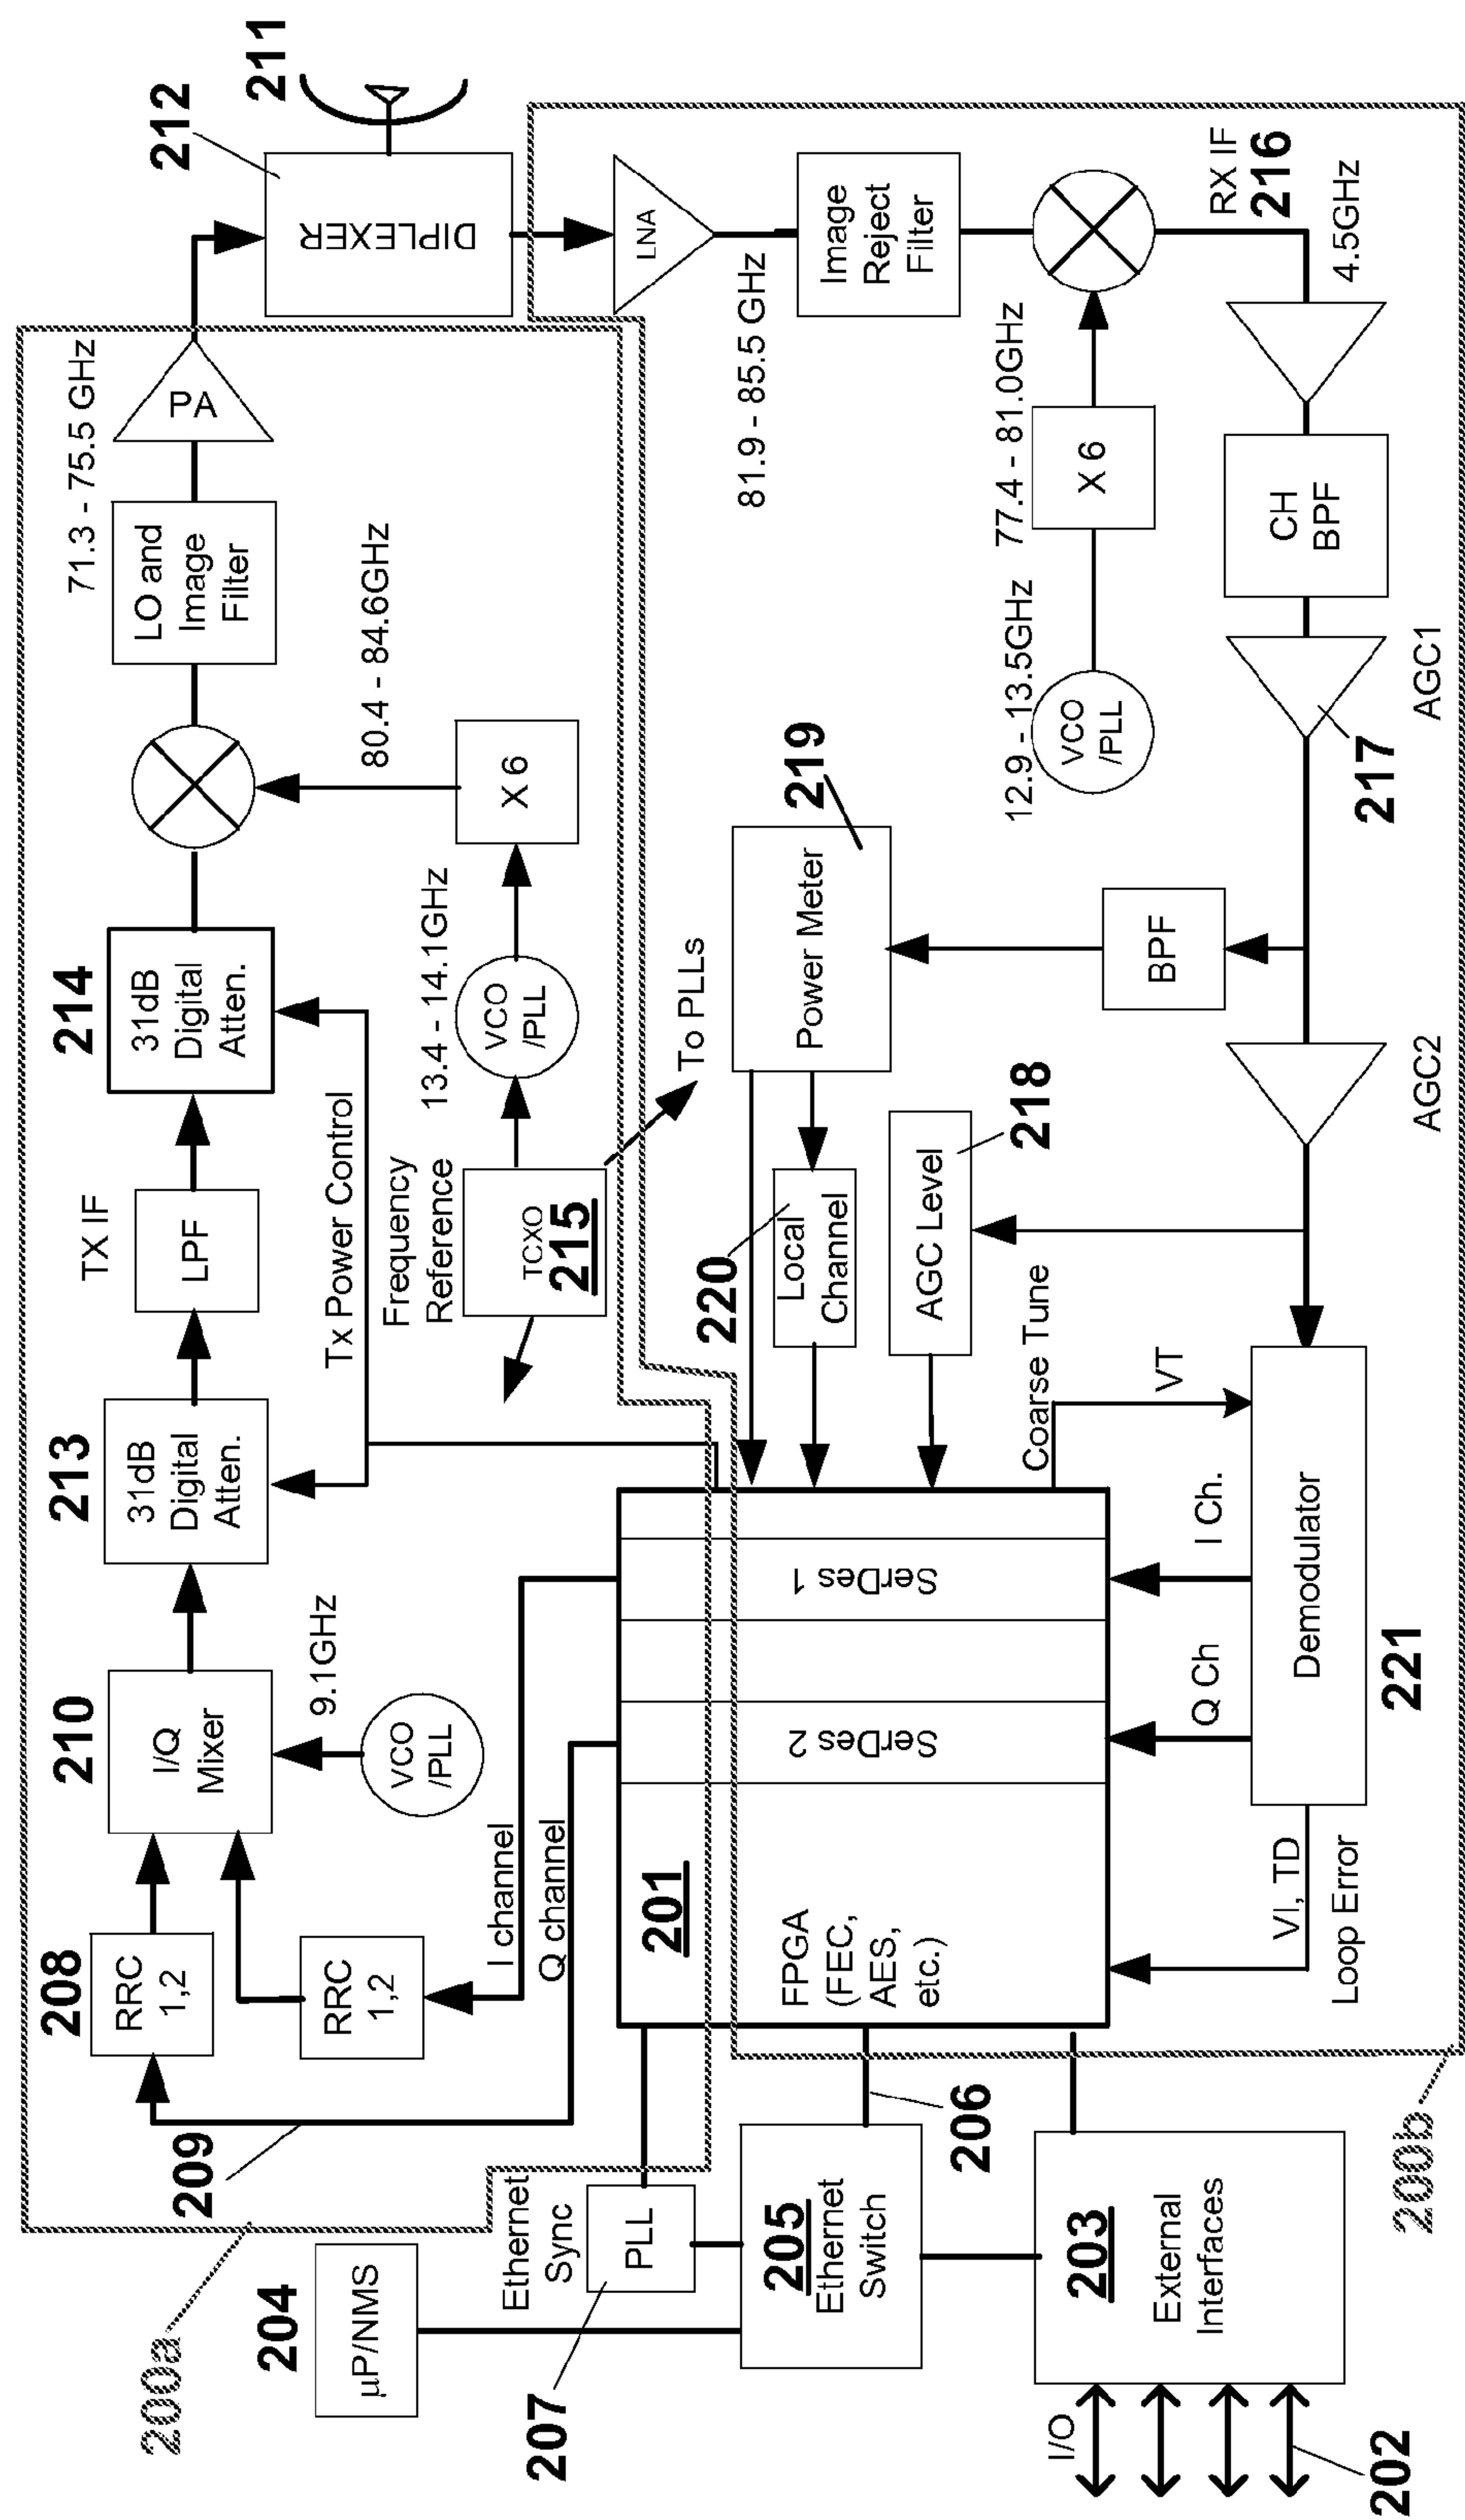 200a
204
µP/NMS
207
Ethernet
Sync
PLL
205
Ethernet
Switch
206
I/O
202
203
External
Interfaces
200b
209
208
RRC
1,2
RRC
1,2
I channel
Q channel
210
I/Q
Mixer
9.1GHz
VCO
/PLL
213
31dB
Digital
Atten.
TX IF
LPF
Tx Power Control
214
31dB
Digital
Atten.
Frequency
Reference
TCXO
215
To PLLs
13.4 - 14.1GHz
VCO
/PLL
X 6
80.4 - 84.6GHz
LO and
Image
Filter
71.3 - 75.5 GHz
PA
212
DIPLEXER
211
LNA
81.9 - 85.5 GHz
Image
Reject
Filter
RX IF
216
4.5GHz
77.4 - 81.0GHz
X 6
12.9 - 13.5GHz
VCO
/PLL
CH
BPF
AGC1
217
219
Power Meter
BPF
AGC2
218
AGC Level
220
Local
Channel
Coarse Tune
VT
201
FPGA
(FEC,
AES,
etc.)
SerDes 2
SerDes 1
I Ch.
Q Ch
Demodulator
221
VI, TD
Loop Error